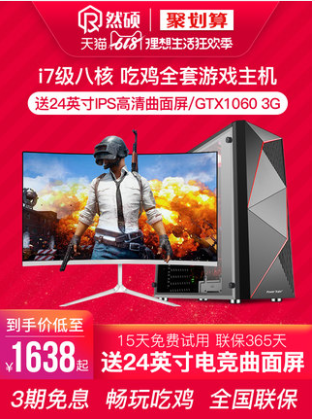 然硕 聚划算
天猫618理想生活狂欢季
i7级八核 吃鸡全套游戏主机
送24英寸IPS高清曲面屏/GTX1060 3G
到手价低至
¥1638起
15天免费试用 联保365天
送24英寸电竞曲面屏
3期免息 畅玩吃鸡 全国联保